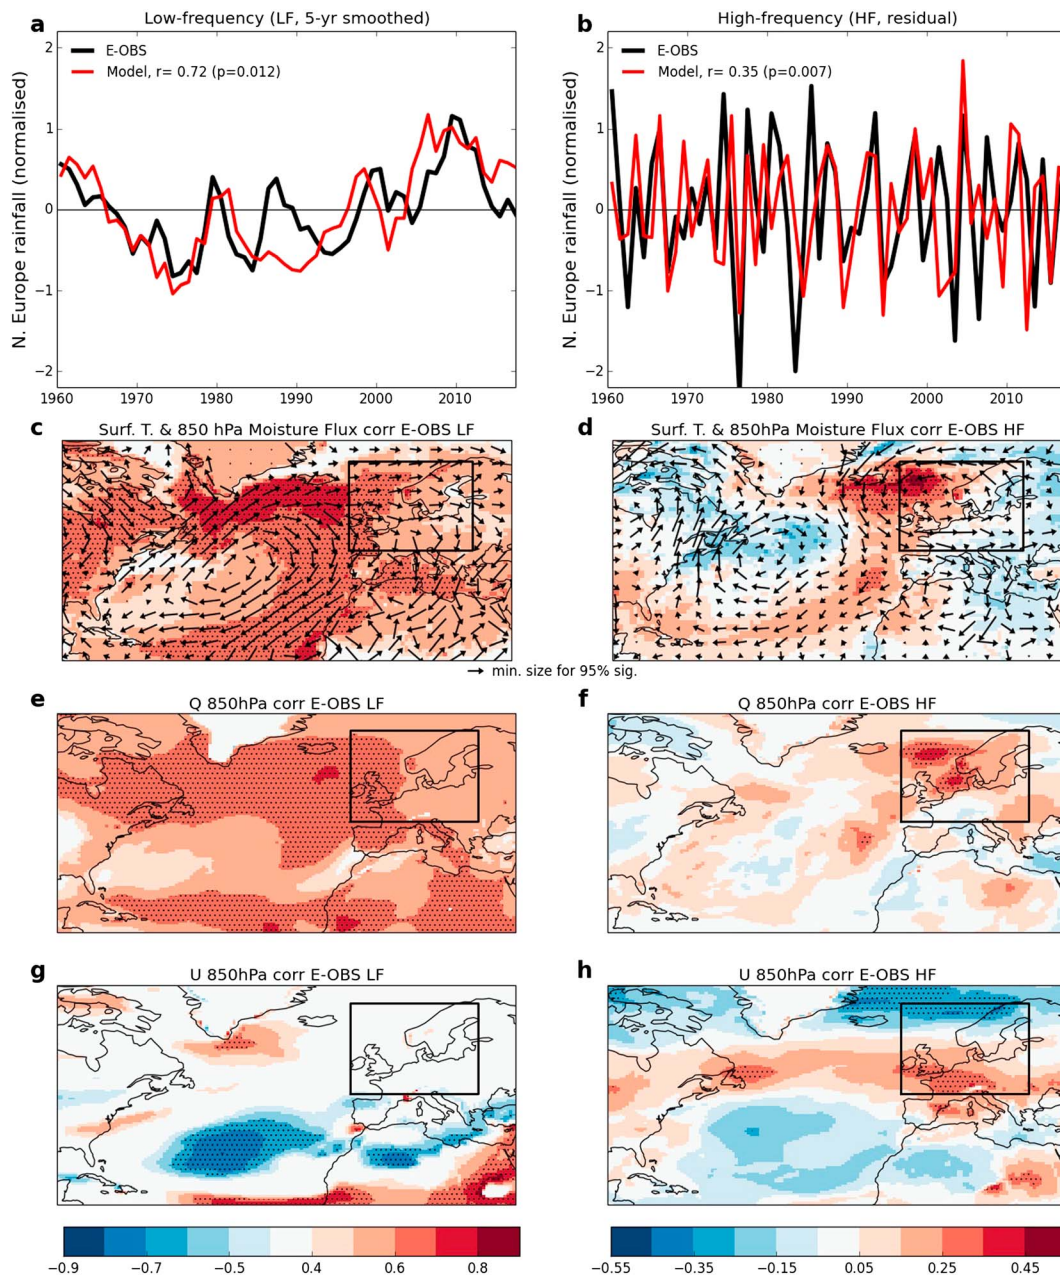 a
Low-frequency (LF, 5-yr smoothed)
N. Europe rainfall (normalised)
2
1
0
−1
−2
E-OBS
Model, r= 0.72 (p=0.012)
1960 1970 1980 1990 2000 2010
b
High-frequency (HF, residual)
N. Europe rainfall (normalised)
2
1
0
−1
−2
E-OBS
Model, r= 0.35 (p=0.007)
1960 1970 1980 1990 2000 2010
c
Surf. T. & 850 hPa Moisture Flux corr E-OBS LF
d
Surf. T. & 850hPa Moisture Flux corr E-OBS HF
min. size for 95% sig.
e
Q 850hPa corr E-OBS LF
f
Q 850hPa corr E-OBS HF
g
U 850hPa corr E-OBS LF
h
U 850hPa corr E-OBS HF
−0.9 −0.7 −0.5 0.4 0.6 0.8
−0.55 −0.35 −0.15 0.05 0.25 0.45